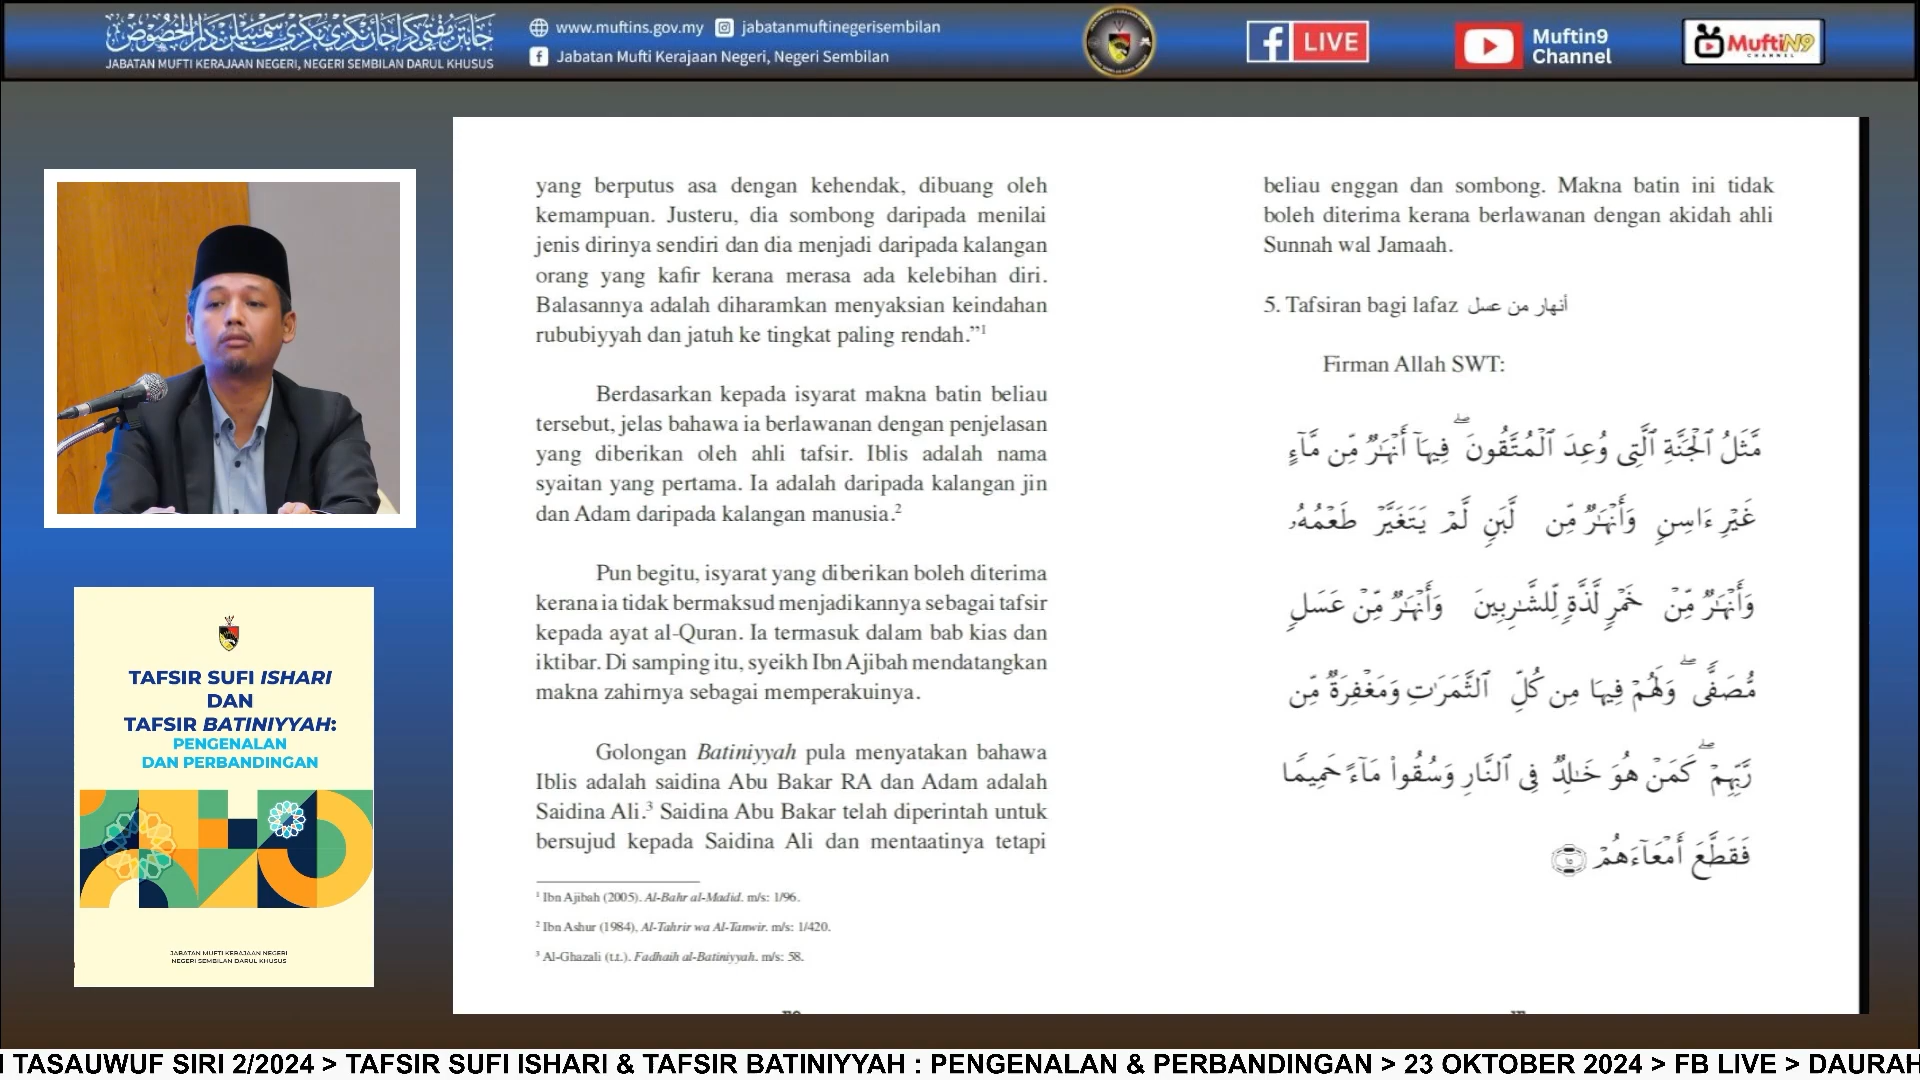 جابتن مفتي كراجأن نݢري، نݢري سمبيلن دارالخصوص
JABATAN MUFTI KERAJAAN NEGERI, NEGERI SEMBILAN DARUL KHUSUS
www.muftins.gov.my jabatanmuftinegerisembilan
Jabatan Mufti Kerajaan Negeri, Negeri Sembilan
LIVE
Muftin9
Channel
MuftiN9
CHANNEL
TAFSIR SUFI ISHARI
DAN
TAFSIR BATINIYYAH:
PENGENALAN
DAN PERBANDINGAN
JABATAN MUFTI KERAJAAN NEGERI
NEGERI SEMBILAN DARUL KHUSUS
yang berputus asa dengan kehendak, dibuang oleh
kemampuan. Justeru, dia sombong daripada menilai
jenis dirinya sendiri dan dia menjadi daripada kalangan
orang yang kafir kerana merasa ada kelebihan diri.
Balasannya adalah diharamkan menyaksian keindahan
rububiyyah dan jatuh ke tingkat paling rendah.”¹
Berdasarkan kepada isyarat makna batin beliau
tersebut, jelas bahawa ia berlawanan dengan penjelasan
yang diberikan oleh ahli tafsir. Iblis adalah nama
syaitan yang pertama. Ia adalah daripada kalangan jin
dan Adam daripada kalangan manusia.²
Pun begitu, isyarat yang diberikan boleh diterima
kerana ia tidak bermaksud menjadikannya sebagai tafsir
kepada ayat al-Quran. Ia termasuk dalam bab kias dan
iktibar. Di samping itu, syeikh Ibn Ajibah mendatangkan
makna zahirnya sebagai memperakuinya.
Golongan Batiniyyah pula menyatakan bahawa
Iblis adalah saidina Abu Bakar RA dan Adam adalah
Saidina Ali.³ Saidina Abu Bakar telah diperintah untuk
bersujud kepada Saidina Ali dan mentaatinya tetapi
¹ Ibn Ajibah (2005). Al-Bahr al-Madid. m/s: 1/96.
² Ibn Ashur (1984), Al-Tahrir wa Al-Tanwir. m/s: 1/420.
³ Al-Ghazali (t.t.). Fadhaih al-Batiniyyah. m/s: 58.
beliau enggan dan sombong. Makna batin ini tidak
boleh diterima kerana berlawanan dengan akidah ahli
Sunnah wal Jamaah.
5. Tafsiran bagi lafaz أنهار من عسل
Firman Allah SWT:
مَّثَلُ ٱلْجَنَّةِ ٱلَّتِى وُعِدَ ٱلْمُتَّقُونَ ۖ فِيهَآ أَنْهَـٰرٌ مِّن مَّآءٍ
غَيْرِ ءَاسِنٍ وَأَنْهَـٰرٌ مِّن لَّبَنٍ لَّمْ يَتَغَيَّرْ طَعْمُهُۥ
وَأَنْهَـٰرٌ مِّنْ خَمْرٍ لَّذَّةٍ لِّلشَّـٰرِبِينَ وَأَنْهَـٰرٌ مِّنْ عَسَلٍ
مُّصَفًّى ۖ وَلَهُمْ فِيهَا مِن كُلِّ ٱلثَّمَرَٰتِ وَمَغْفِرَةٌ مِّن
رَّبِّهِمْ ۖ كَمَنْ هُوَ خَـٰلِدٌ فِى ٱلنَّارِ وَسُقُوا۟ مَآءً حَمِيمًا
فَقَطَّعَ أَمْعَآءَهُمْ ١٥
TASAUWUF SIRI 2/2024 > TAFSIR SUFI ISHARI & TAFSIR BATINIYYAH : PENGENALAN & PERBANDINGAN > 23 OKTOBER 2024 > FB LIVE > DAURAH